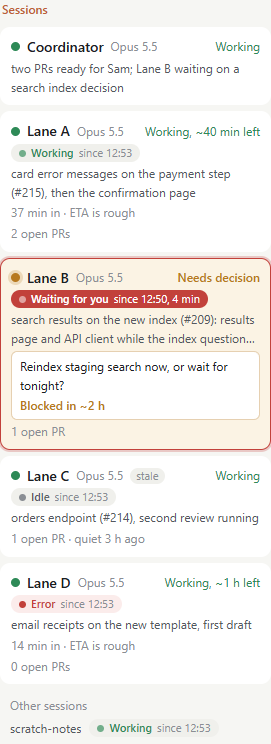 Sessions
Coordinator Opus 5.5 Working
two PRs ready for Sam; Lane B waiting on a
search index decision
Lane A Opus 5.5 Working, ~40 min left
Working since 12:53
card error messages on the payment step
(#215), then the confirmation page
37 min in · ETA is rough
2 open PRs
Lane B Opus 5.5 Needs decision
Waiting for you since 12:50, 4 min
search results on the new index (#209): results
page and API client while the index question...
Reindex staging search now, or wait for
tonight?
Blocked in ~2 h
1 open PR
Lane C Opus 5.5 stale Working
Idle since 12:53
orders endpoint (#214), second review running
1 open PR · quiet 3 h ago
Lane D Opus 5.5 Working, ~1 h left
Error since 12:53
email receipts on the new template, first draft
14 min in · ETA is rough
0 open PRs
Other sessions
scratch-notes Working since 12:53